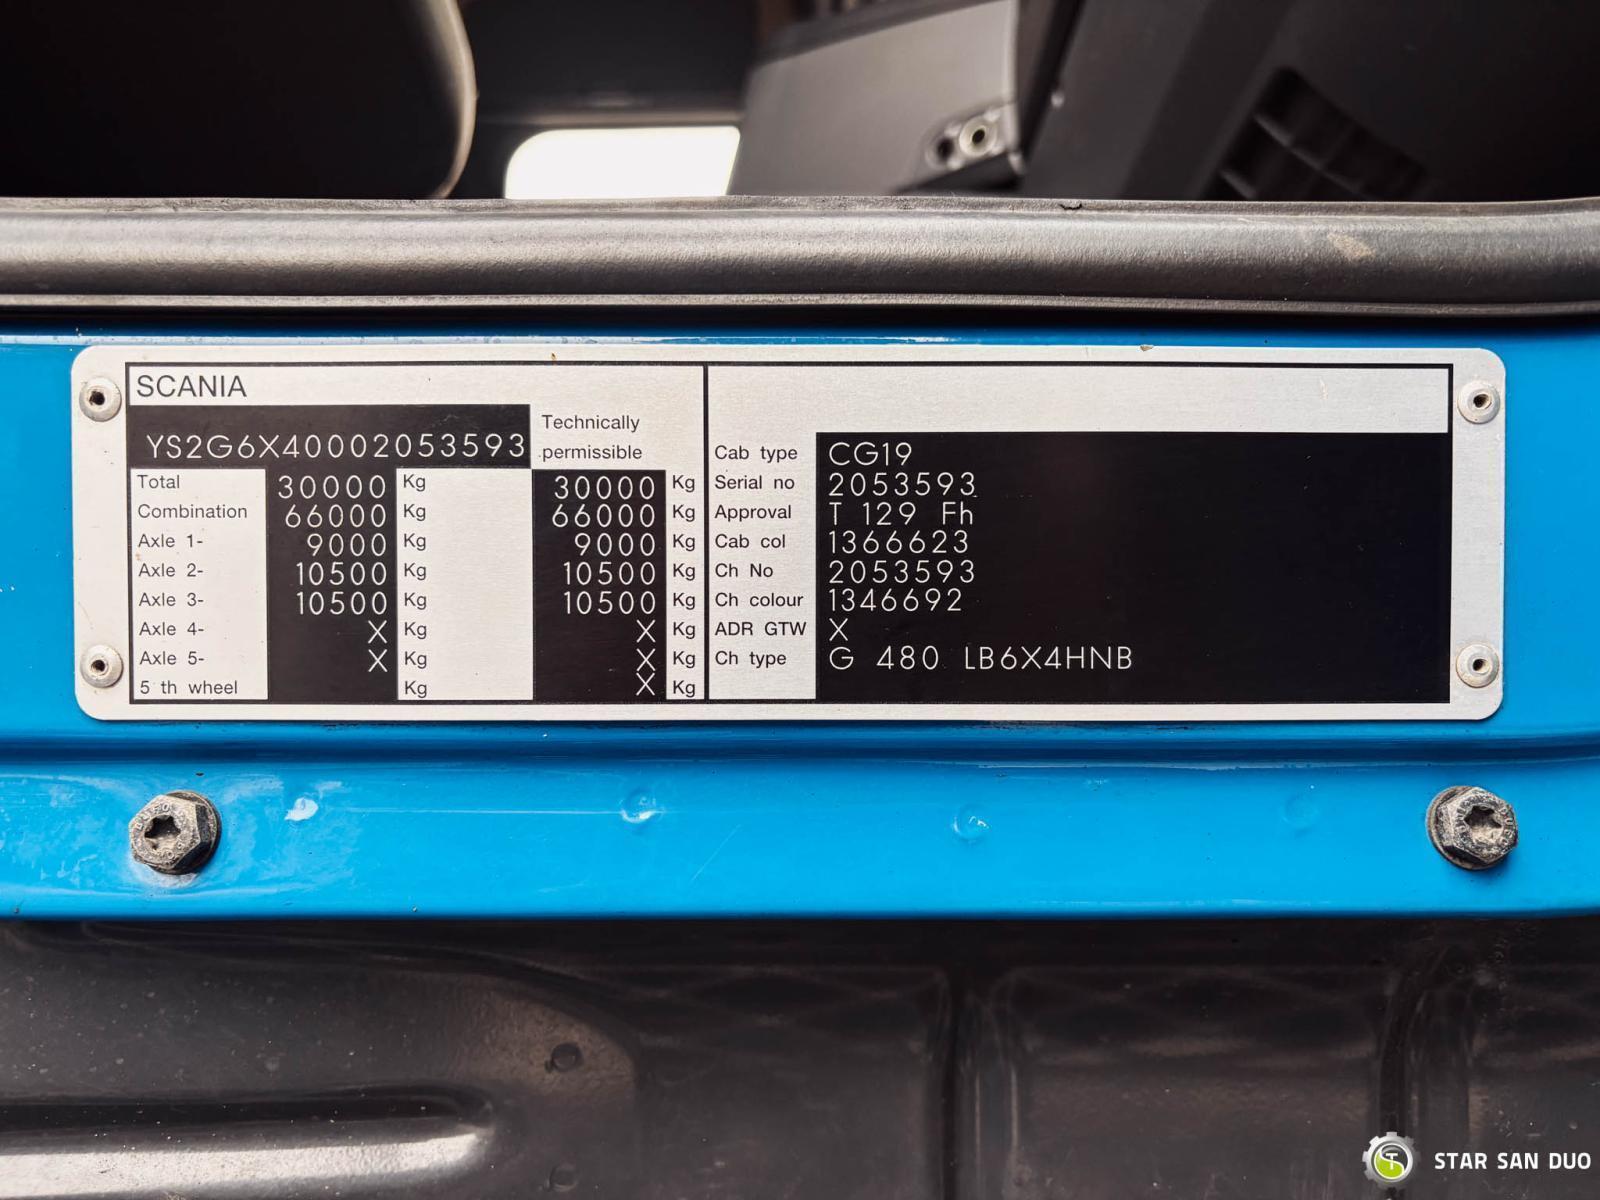 SCANIA
YS2G6X40002053593
Technically
permissible
Total 30000 Kg 30000 Kg
Combination 66000 Kg 66000 Kg
Axle 1- 9000 Kg 9000 Kg
Axle 2- 10500 Kg 10500 Kg
Axle 3- 10500 Kg 10500 Kg
Axle 4- X Kg X Kg
Axle 5- X Kg X Kg
5 th wheel Kg X Kg
Cab type CG19
Serial no 2053593
Approval T 129 Fh
Cab col 1366623
Ch No 2053593
Ch colour 1346692
ADR GTW X
Ch type G 480 LB6X4HNB
STAR SAN DUO